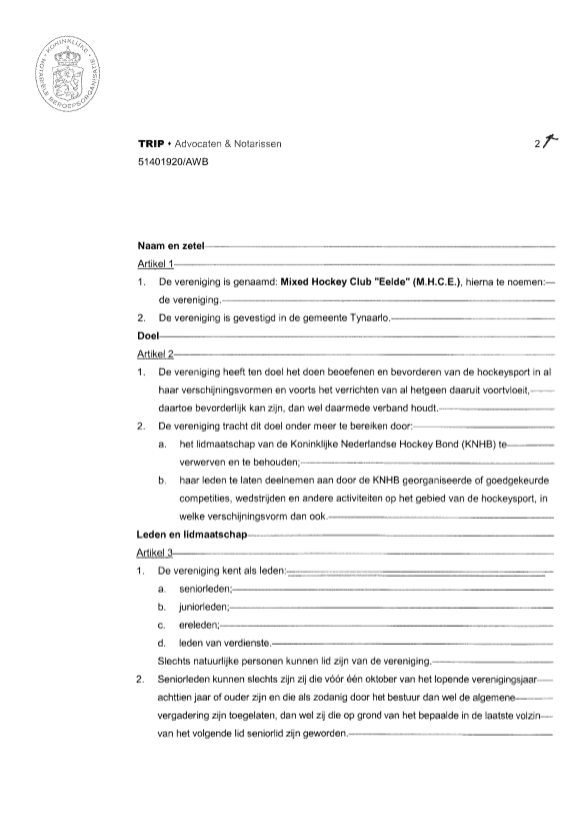 KONINKLIJKE NOTARIËLE BEROEPSORGANISATIE
TRIP • Advocaten & Notarissen
2
51401920/AWB
Naam en zetel
Artikel 1
1. De vereniging is genaamd: Mixed Hockey Club "Eelde" (M.H.C.E.), hierna te noemen:
de vereniging.
2. De vereniging is gevestigd in de gemeente Tynaarlo.
Doel
Artikel 2
1. De vereniging heeft ten doel het doen beoefenen en bevorderen van de hockeysport in al
haar verschijningsvormen en voorts het verrichten van al hetgeen daaruit voortvloeit,
daartoe bevorderlijk kan zijn, dan wel daarmede verband houdt.
2. De vereniging tracht dit doel onder meer te bereiken door:
a. het lidmaatschap van de Koninklijke Nederlandse Hockey Bond (KNHB) te
verwerven en te behouden;
b. haar leden te laten deelnemen aan door de KNHB georganiseerde of goedgekeurde
competities, wedstrijden en andere activiteiten op het gebied van de hockeysport, in
welke verschijningsvorm dan ook.
Leden en lidmaatschap
Artikel 3
1. De vereniging kent als leden:
a. seniorleden;
b. juniorleden;
c. ereleden;
d. leden van verdienste.
Slechts natuurlijke personen kunnen lid zijn van de vereniging.
2. Seniorleden kunnen slechts zijn zij die vóór één oktober van het lopende verenigingsjaar
achttien jaar of ouder zijn en die als zodanig door het bestuur dan wel de algemene
vergadering zijn toegelaten, dan wel zij die op grond van het bepaalde in de laatste volzin
van het volgende lid seniorlid zijn geworden.